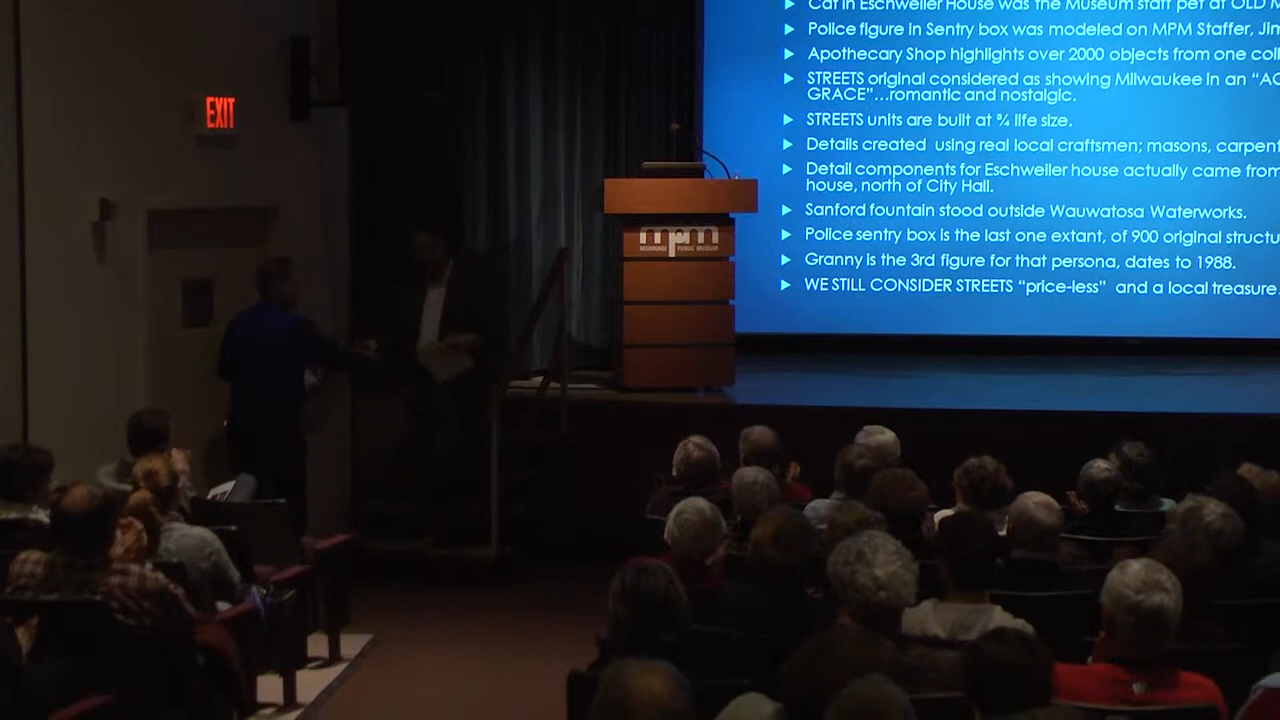 Cat in Eschweiler House was the Museum staff pet at OLD
EXIT
Police figure in Sentry box was modeled on MPM Staffer, Jim
Apothecary Shop highlights over 2000 objects from one
STREETS original considered as showing Milwaukee in an
GRACE"...romantic and nostalgic.
STREETS units are built at ¾ life size.
Details created using real local craftsmen; masons,
Detail components for Eschweiler house actually came from
house, north of City Hall.
Sanford fountain stood outside Wauwatosa Waterworks.
mpm
MILWAUKEE PUBLIC MUSEUM
Police sentry box is the last one extant, of 900 original
Granny is the 3rd figure for that persona, dates to 1988.
WE STILL CONSIDER STREETS "price-less" and a local treasure.